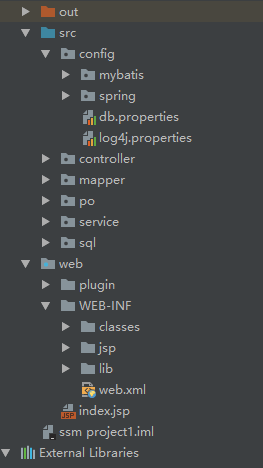 out
src
config
mybatis
spring
db.properties
log4j.properties
controller
mapper
po
service
sql
web
plugin
WEB-INF
classes
jsp
lib
web.xml
JSP index.jsp
ssm project1.iml
External Libraries